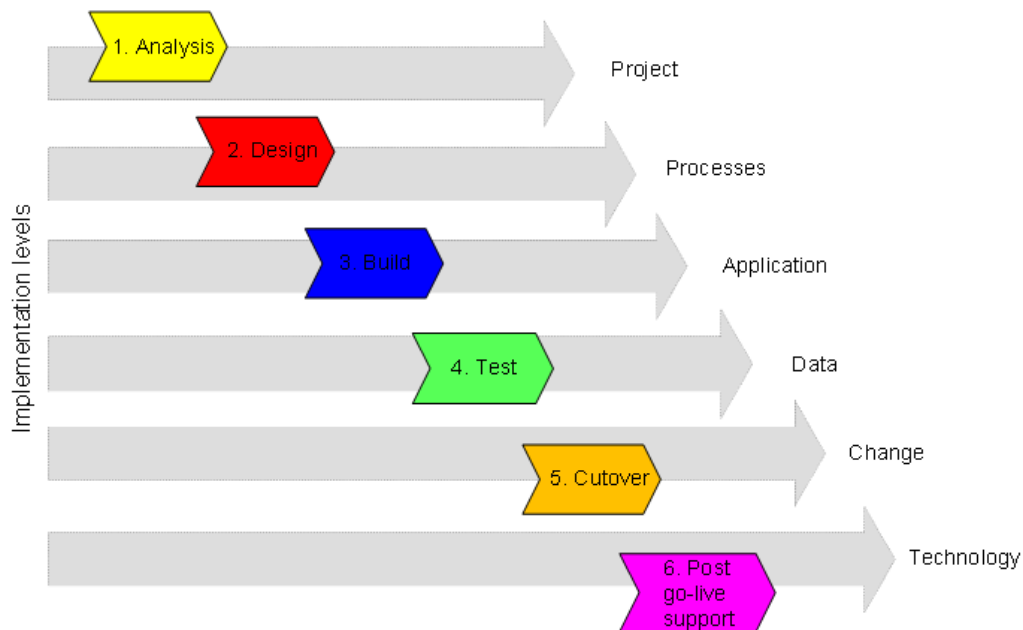 1. Analysis
Project
2. Design
Processes
Implementation levels
3. Build
Application
4. Test
Data
Change
5. Cutover
Technology
6. Post
go-live
support